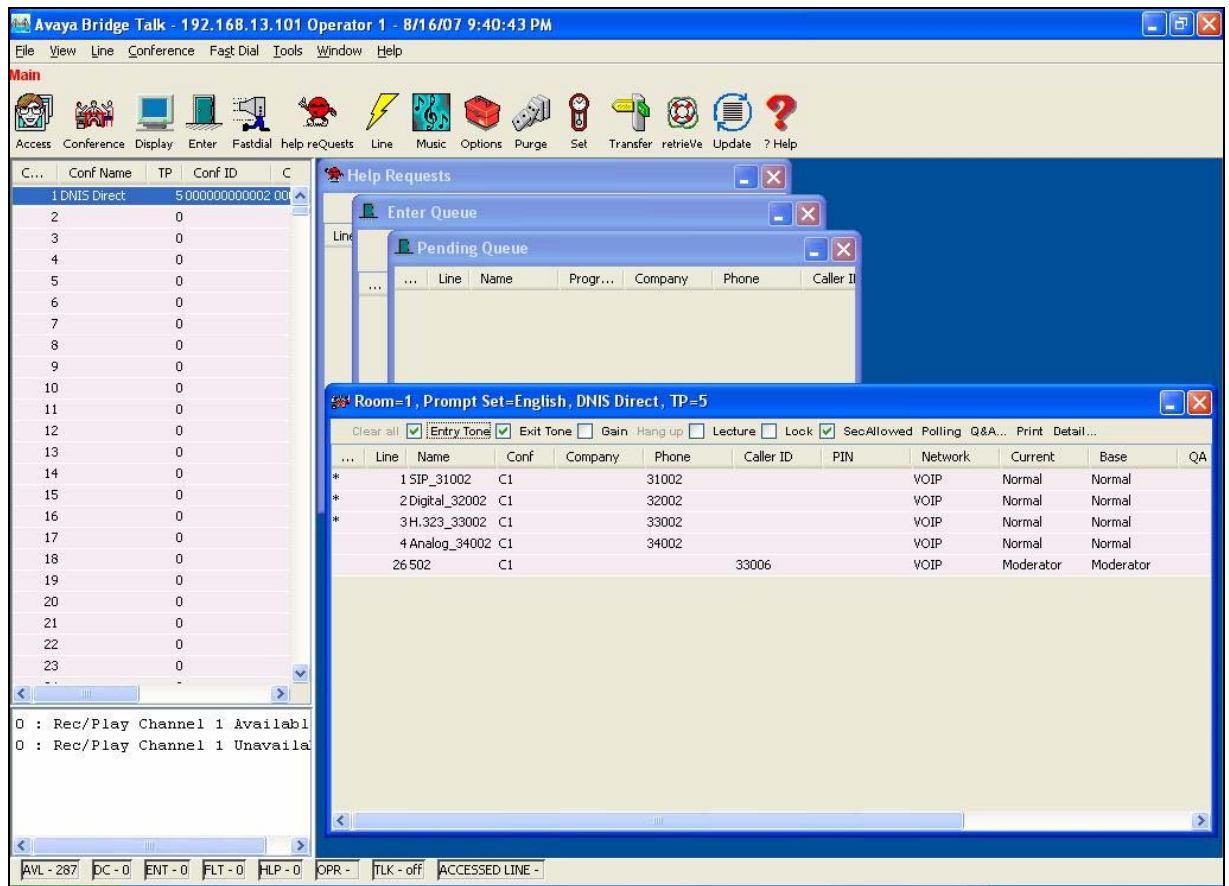 Avaya Bridge Talk - 192.168.13.101 Operator 1 - 8/16/07 9:40:43 PM
File View Line Conference Fast Dial Tools Window Help
Main
Access Conference Display Enter Fastdial help reQuests Line Music Options Purge Set Transfer retrieVe Update ? Help
C... Conf Name TP Conf ID C
1 DNIS Direct 5 000000000002 00
2 0
3 0
4 0
5 0
6 0
7 0
8 0
9 0
10 0
11 0
12 0
13 0
14 0
15 0
16 0
17 0
18 0
19 0
20 0
21 0
22 0
23 0
Help Requests
Line
Enter Queue
...
Pending Queue
... Line Name Progr... Company Phone Caller ID
Room=1, Prompt Set=English, DNIS Direct, TP=5
Clear all Entry Tone Exit Tone Gain Hang up Lecture Lock SecAllowed Polling Q&A... Print Detail...
... Line Name Conf Company Phone Caller ID PIN Network Current Base QA
* 1 SIP_31002 C1 31002 VOIP Normal Normal
* 2 Digital_32002 C1 32002 VOIP Normal Normal
* 3 H.323_33002 C1 33002 VOIP Normal Normal
4 Analog_34002 C1 34002 VOIP Normal Normal
26 502 C1 33006 VOIP Moderator Moderator
0 : Rec/Play Channel 1 Availabl
0 : Rec/Play Channel 1 Unavaila
AVL - 287 DC - 0 ENT - 0 FLT - 0 HLP - 0 OPR - TLK - off ACCESSED LINE -